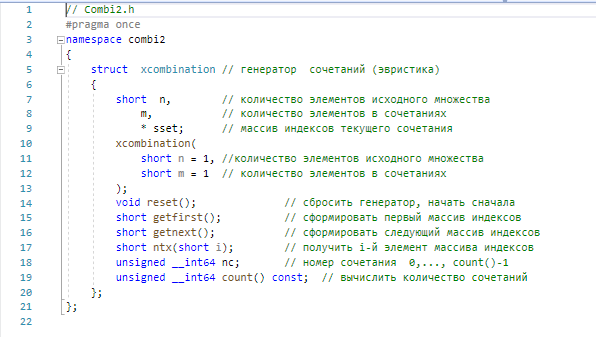 1 // Combi2.h
2 #pragma once
3 namespace combi2
4 {
5 struct xcombination // генератор сочетаний (эвристика)
6 {
7 short n, // количество элементов исходного множества
8 m, // количество элементов в сочетаниях
9 * sset; // массив индексов текущего сочетания
10 xcombination(
11 short n = 1, //количество элементов исходного множества
12 short m = 1 // количество элементов в сочетаниях
13 );
14 void reset(); // сбросить генератор, начать сначала
15 short getfirst(); // сформировать первый массив индексов
16 short getnext(); // сформировать следующий массив индексов
17 short ntx(short i); // получить i-й элемент массива индексов
18 unsigned __int64 nc; // номер сочетания 0,..., count()-1
19 unsigned __int64 count() const; // вычислить количество сочетаний
20 };
21 };
22